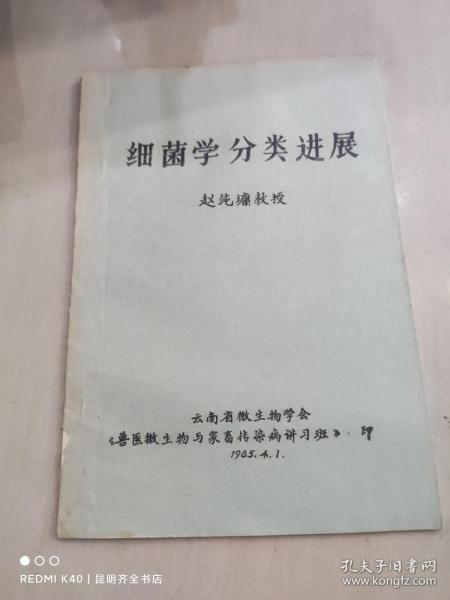 细菌学分类进展
赵纯墉教授
云南省微生物学会
《兽医微生物与家畜传染病讲习班》.印
1985.4.1.
REDMI K40 | 昆明齐全书店
孔夫子旧书网
www.kongfz.com